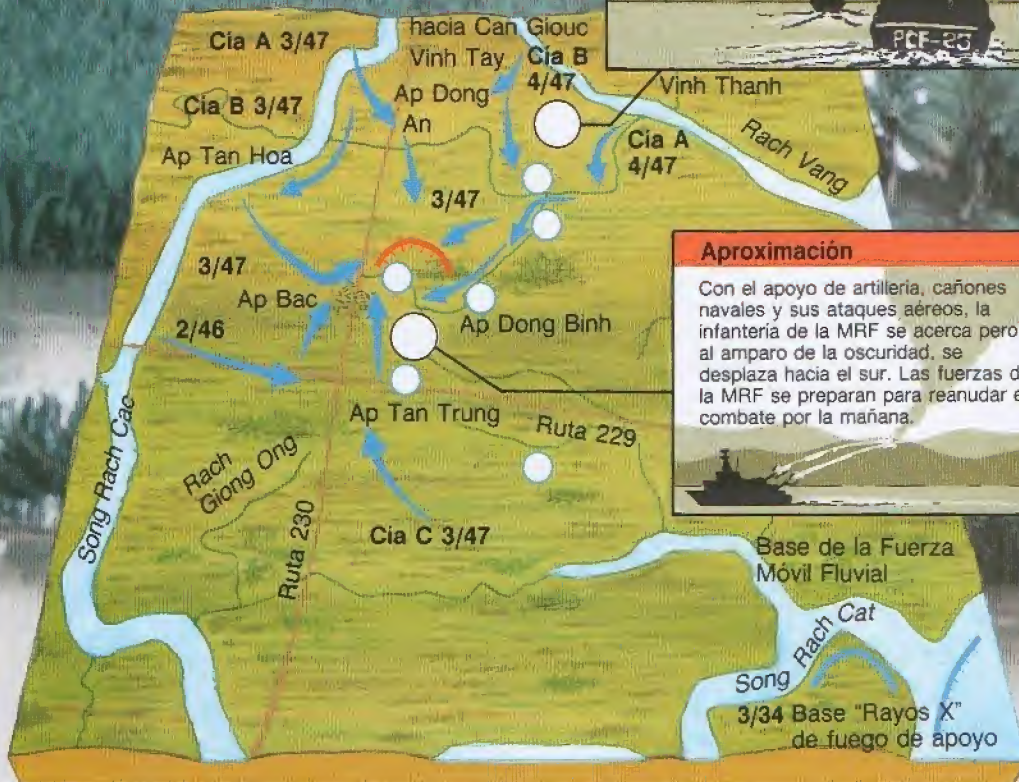 PCF-25
hacia Can Giouc
Cia A 3/47
Vinh Tay
Cía B
4/47
Vinh Thanh
Cia B 3/47
Ap Dong
An
Ap Tan Hoa
Cia A
4/47
Rach Vang
3/47
3/47
Ap Bac
2/46
Ap Dong Binh
Ap Tan Trung
Ruta 229
Song Rach Cac
Rach
Giong Ong
Ruta 230
Cia C 3/47
Aproximación
Con el apoyo de artillería, cañones
navales y sus ataques aéreos, la
infantería de la MRF se acerca pero
al amparo de la oscuridad, se
desplaza hacia el sur. Las fuerzas d
la MRF se preparan para reanudar e
combate por la mañana.
Base de la Fuerza
Móvil Fluvial
Song Rach Cat
3/34 Base "Rayos X"
de fuego de apoyo